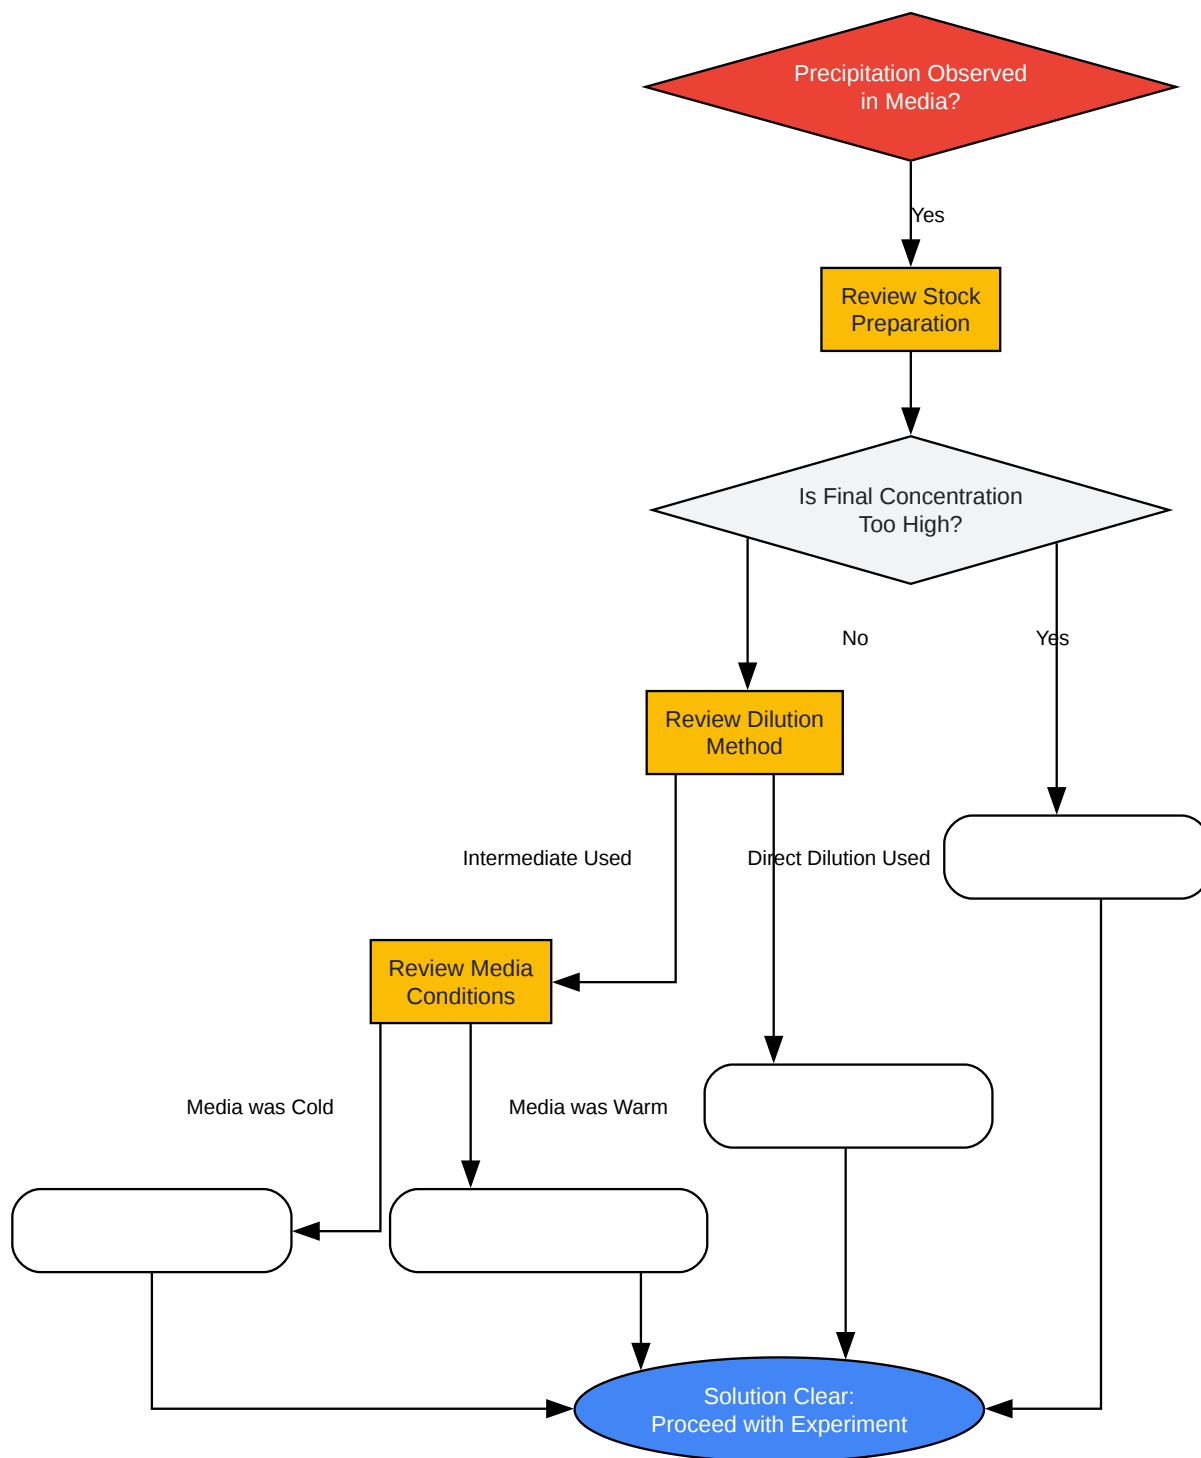 Precipitation Observed
in Media?
Yes
Review Stock
Preparation
Is Final Concentration
Too High?
No
Yes
Review Dilution
Method
Intermediate Used
Direct Dilution Used
Review Media
Conditions
Media was Cold
Media was Warm
Solution Clear:
Proceed with Experiment